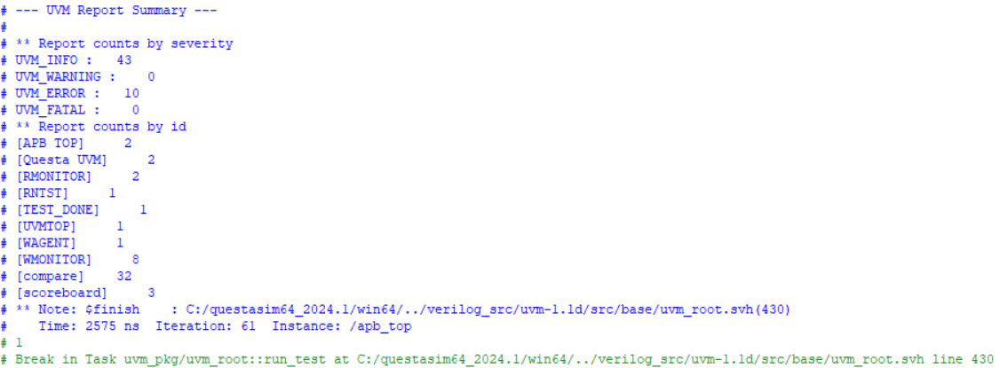 # --- UVM Report Summary ---
#
# ** Report counts by severity
# UVM_INFO :   43
# UVM_WARNING :    0
# UVM_ERROR :   10
# UVM_FATAL :    0
# ** Report counts by id
# [APB TOP]     2
# [Questa UVM]     2
# [RMONITOR]     2
# [RNTST]     1
# [TEST_DONE]     1
# [UVMTOP]     1
# [WAGENT]     1
# [WMONITOR]     8
# [compare]    32
# [scoreboard]     3
# ** Note: $finish    : C:/questasim64_2024.1/win64/../verilog_src/uvm-1.1d/src/base/uvm_root.svh(430)
#    Time: 2575 ns  Iteration: 61  Instance: /apb_top
# 1
# Break in Task uvm_pkg/uvm_root::run_test at C:/questasim64_2024.1/win64/../verilog_src/uvm-1.1d/src/base/uvm_root.svh line 430